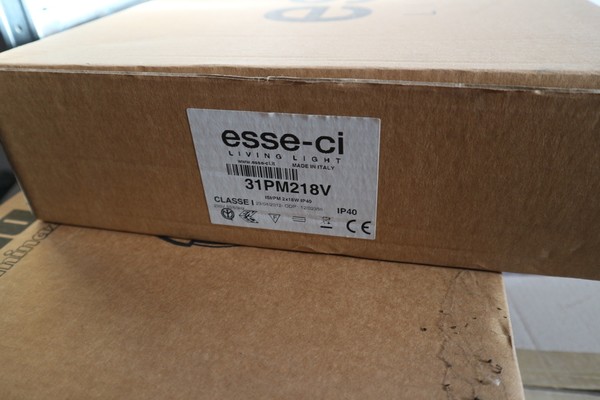 esse-ci
LIVING LIGHT
www.esse-ci.it MADE IN ITALY
31PM218V
CLASSE I
IP40
CE